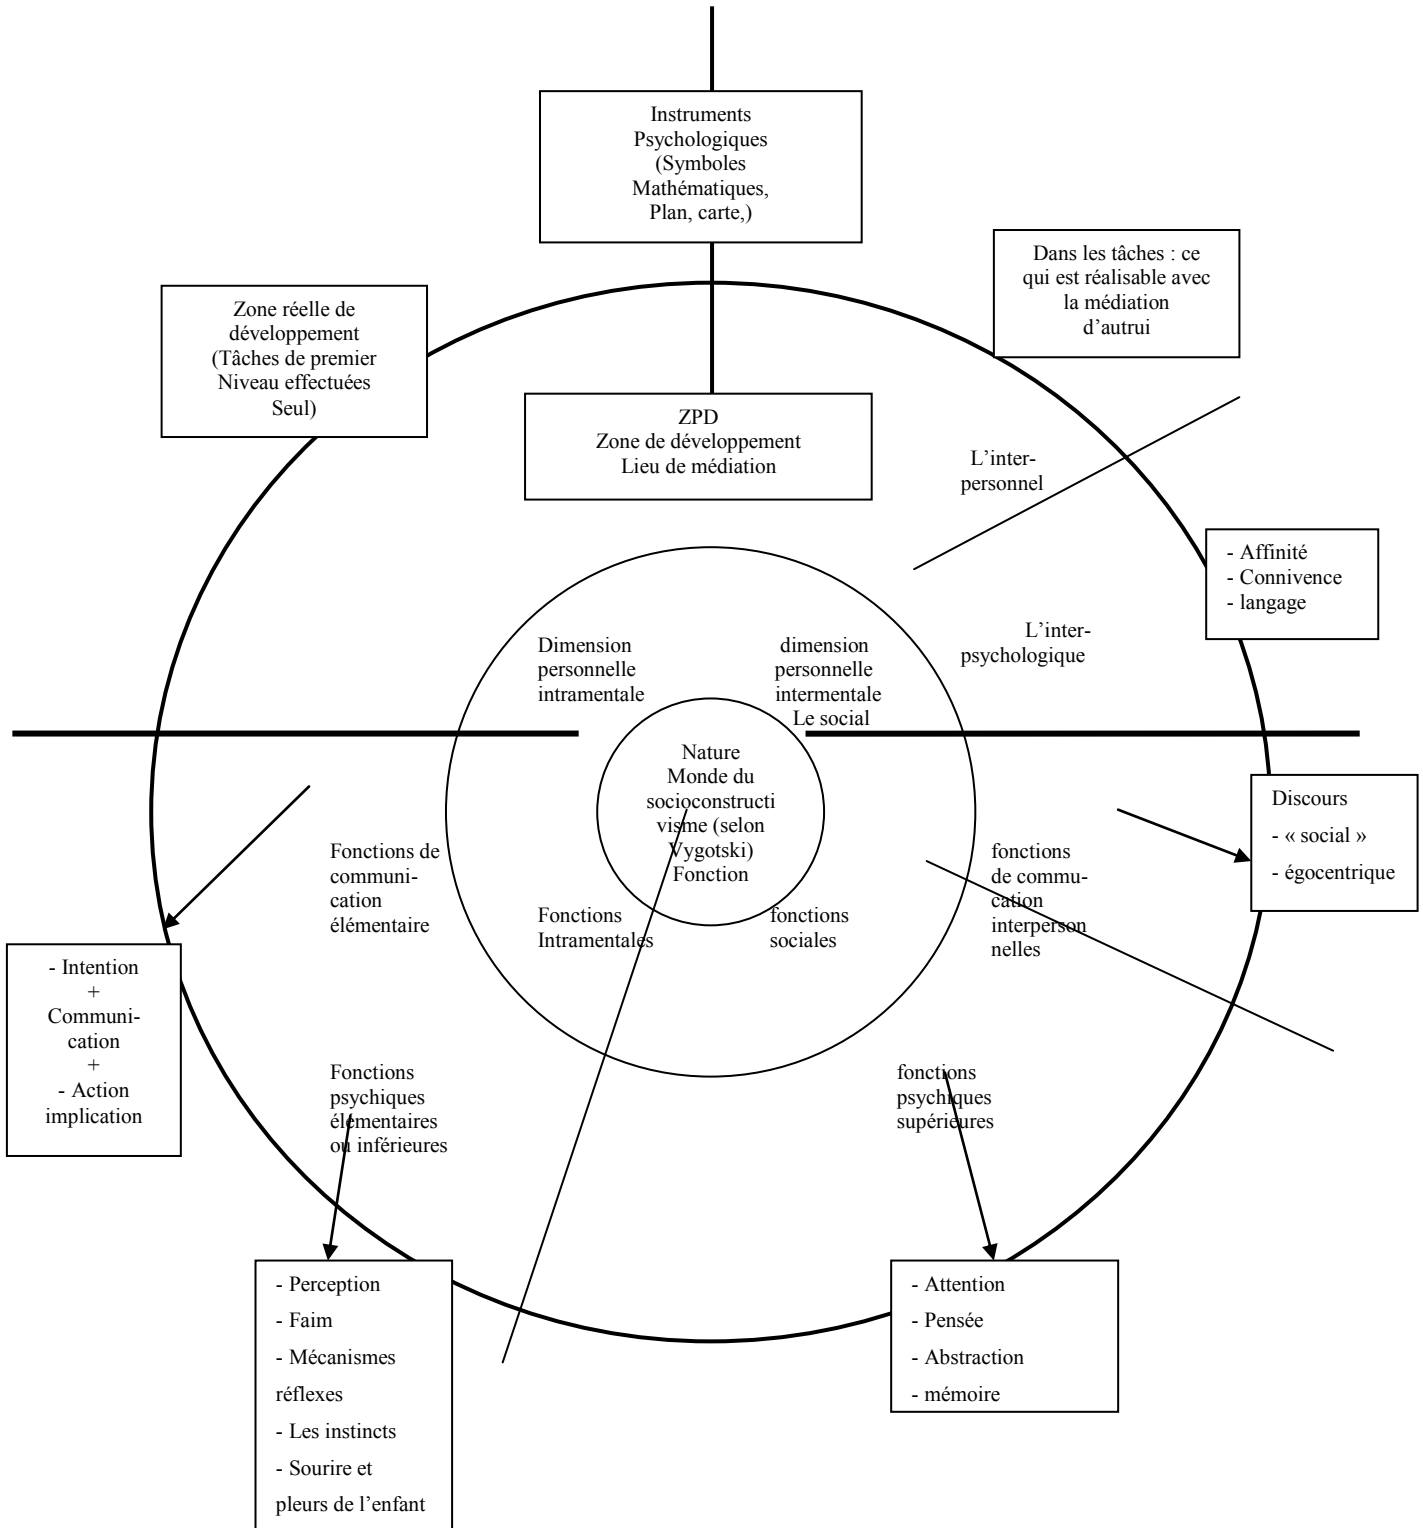 Instruments
Psychologiques
(Symboles
Mathématiques,
Plan, carte,)
Dans les tâches : ce
qui est réalisable avec
la médiation
d’autrui
Zone réelle de
développement
(Tâches de premier
Niveau effectuées
Seul)
ZPD
Zone de développement
Lieu de médiation
L’inter-
personnel
- Affinité
- Connivence
- langage
L’inter-
psychologique
Dimension
personnelle
intramentale
dimension
personnelle
intermentale
Le social
Nature
Monde du
socioconstructi
visme (selon
Vygotski)
Fonction
Discours
- « social »
- égocentrique
Fonctions de
communi-
cation
élémentaire
fonctions
de commu-
cation
interperson
nelles
Fonctions
Intramentales
fonctions
sociales
- Intention
+
Communi-
cation
+
- Action
implication
Fonctions
psychiques
élémentaires
ou inférieures
fonctions
psychiques
supérieures
- Perception
- Faim
- Mécanismes
réflexes
- Les instincts
- Sourire et
pleurs de l’enfant
- Attention
- Pensée
- Abstraction
- mémoire